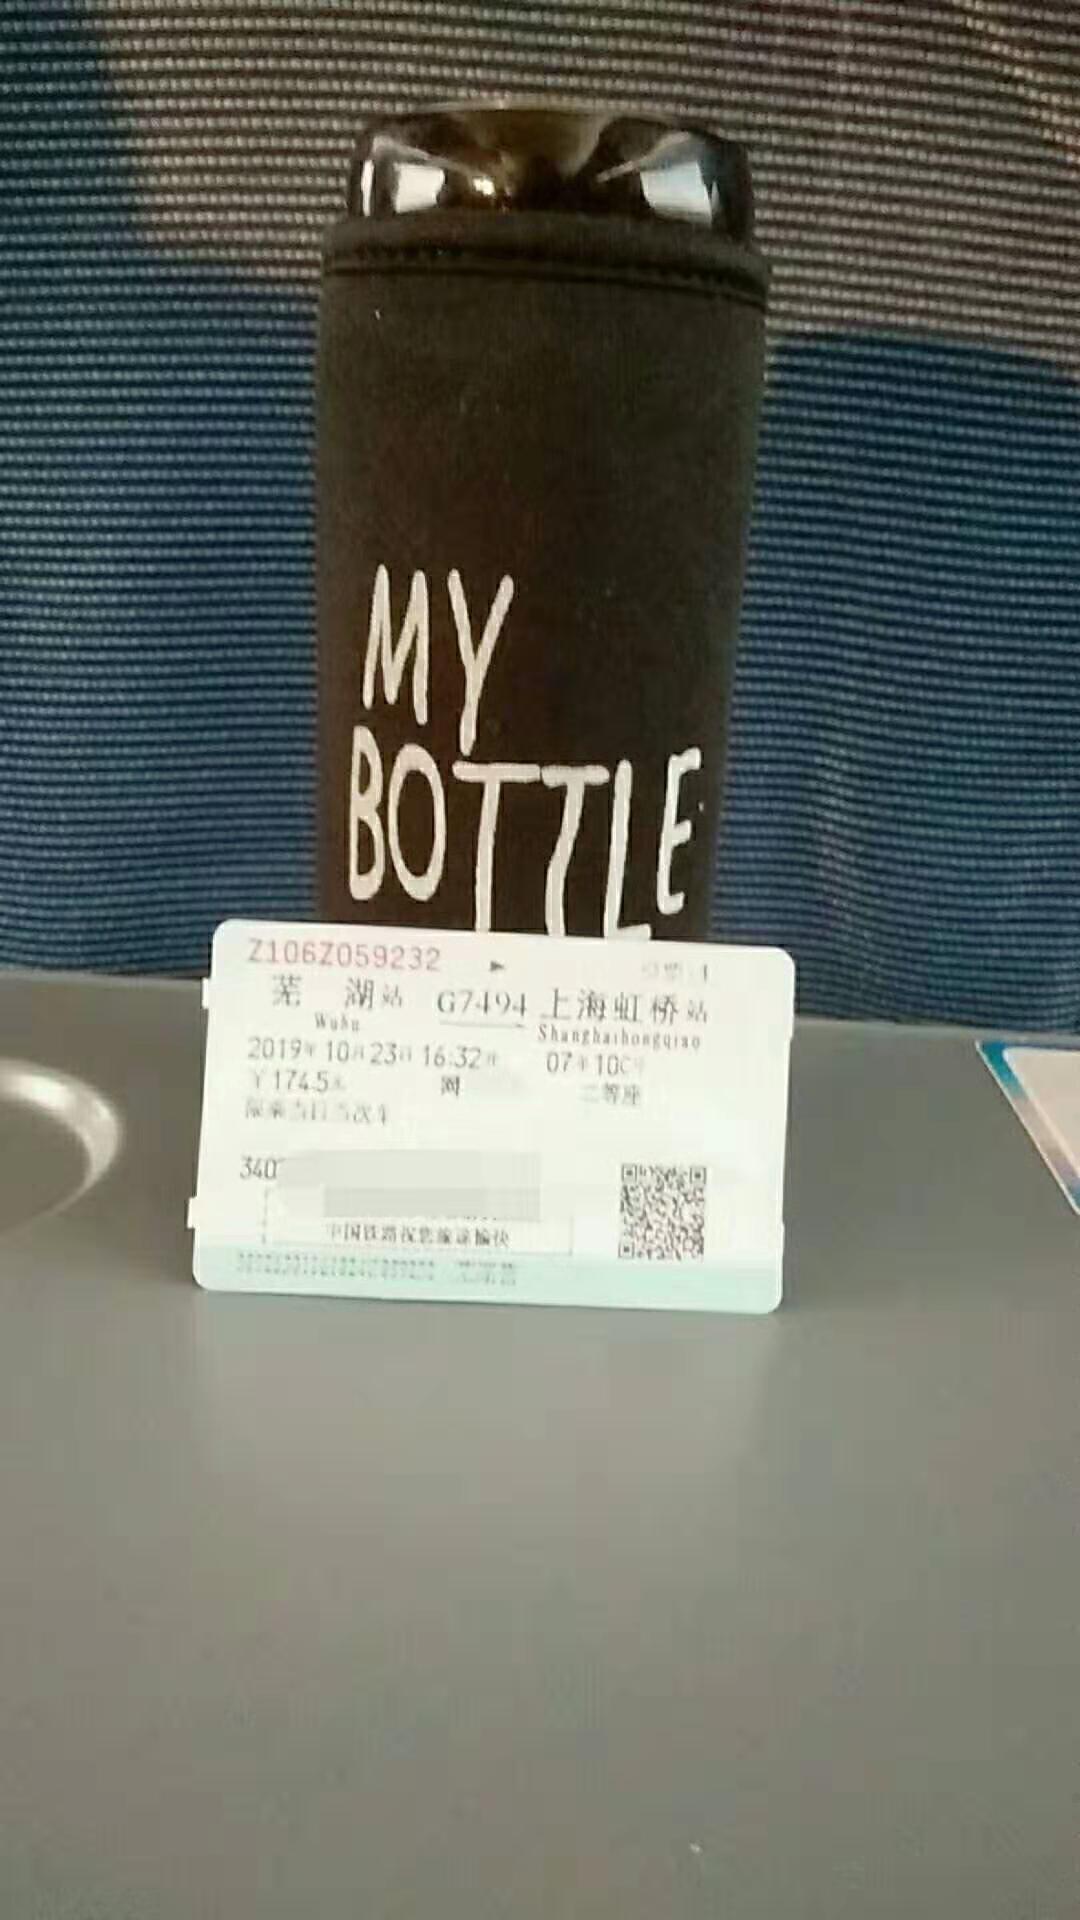 MY
BOTTLE
Z106Z059232
芜湖站 G7494 上海虹桥站
Wuhu Shanghaihongqiao
2019年10月23日16:32开 07车10C号
￥174.5元 网 二等座
限乘当日当次车
340
中国铁路祝您旅途愉快